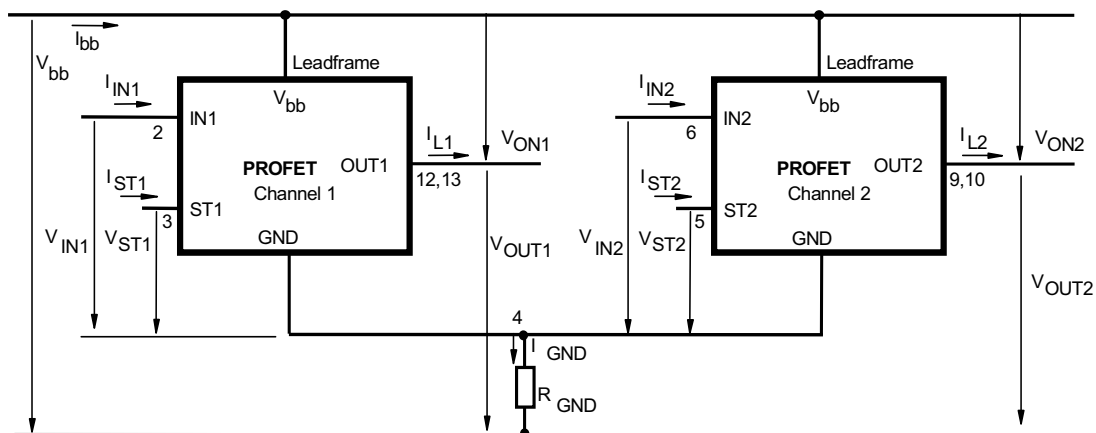 I bb
V bb
Leadframe
Leadframe
I IN1
V bb
I IN2
V bb
2
IN1
6
IN2
I L1
V ON1
I L2
V ON2
PROFET
OUT1
PROFET
OUT2
I ST1
Channel 1
12, 13
I ST2
Channel 2
9,10
3
ST1
5
ST2
V IN1
V ST1
GND
V OUT1
V IN2
V ST2
GND
V OUT2
4
I GND
R GND